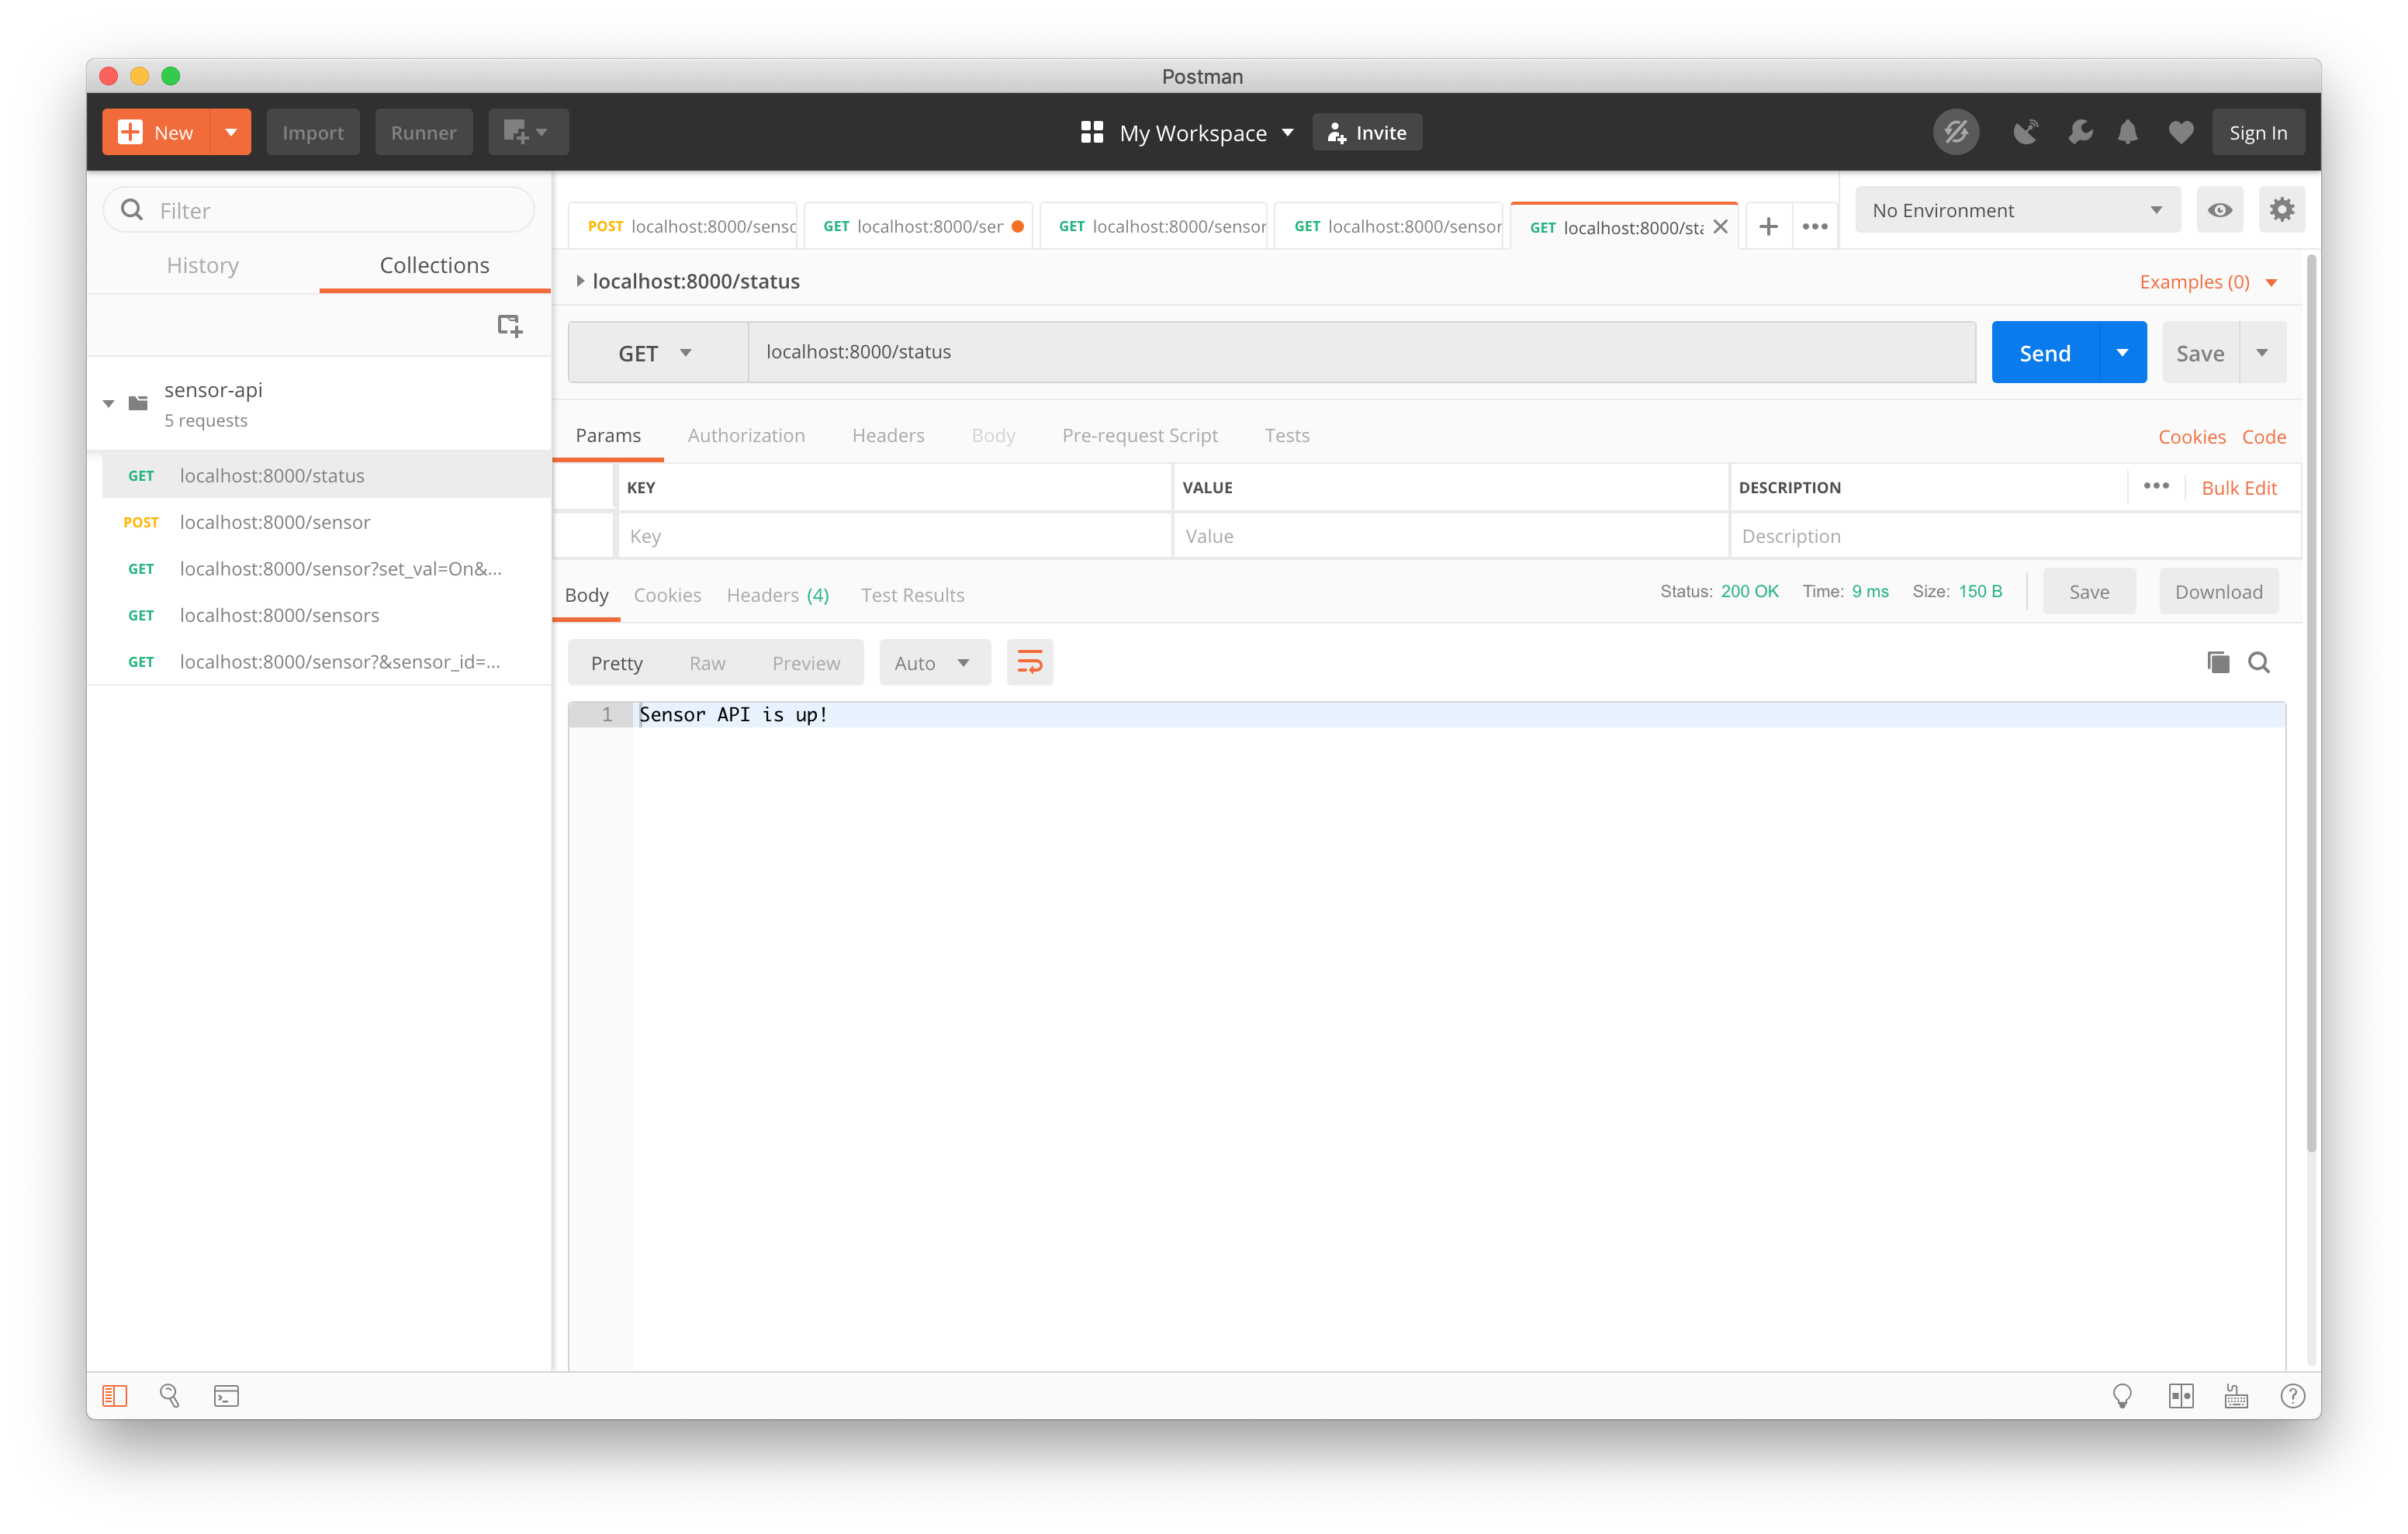 Postman
New Import Runner My Workspace Invite Sign In
Filter
History Collections
sensor-api
5 requests
GET localhost:8000/status
POST localhost:8000/sensor
GET localhost:8000/sensor?set_val=On&...
GET localhost:8000/sensors
GET localhost:8000/sensor?&sensor_id=...
POST localhost:8000/senso GET localhost:8000/ser GET localhost:8000/sensor GET localhost:8000/sensor GET localhost:8000/sta No Environment
localhost:8000/status Examples (0)
GET localhost:8000/status Send Save
Params Authorization Headers Body Pre-request Script Tests Cookies Code
KEY VALUE DESCRIPTION Bulk Edit
Key Value Description
Body Cookies Headers (4) Test Results Status: 200 OK Time: 9 ms Size: 150 B Save Download
Pretty Raw Preview Auto
1 Sensor API is up!